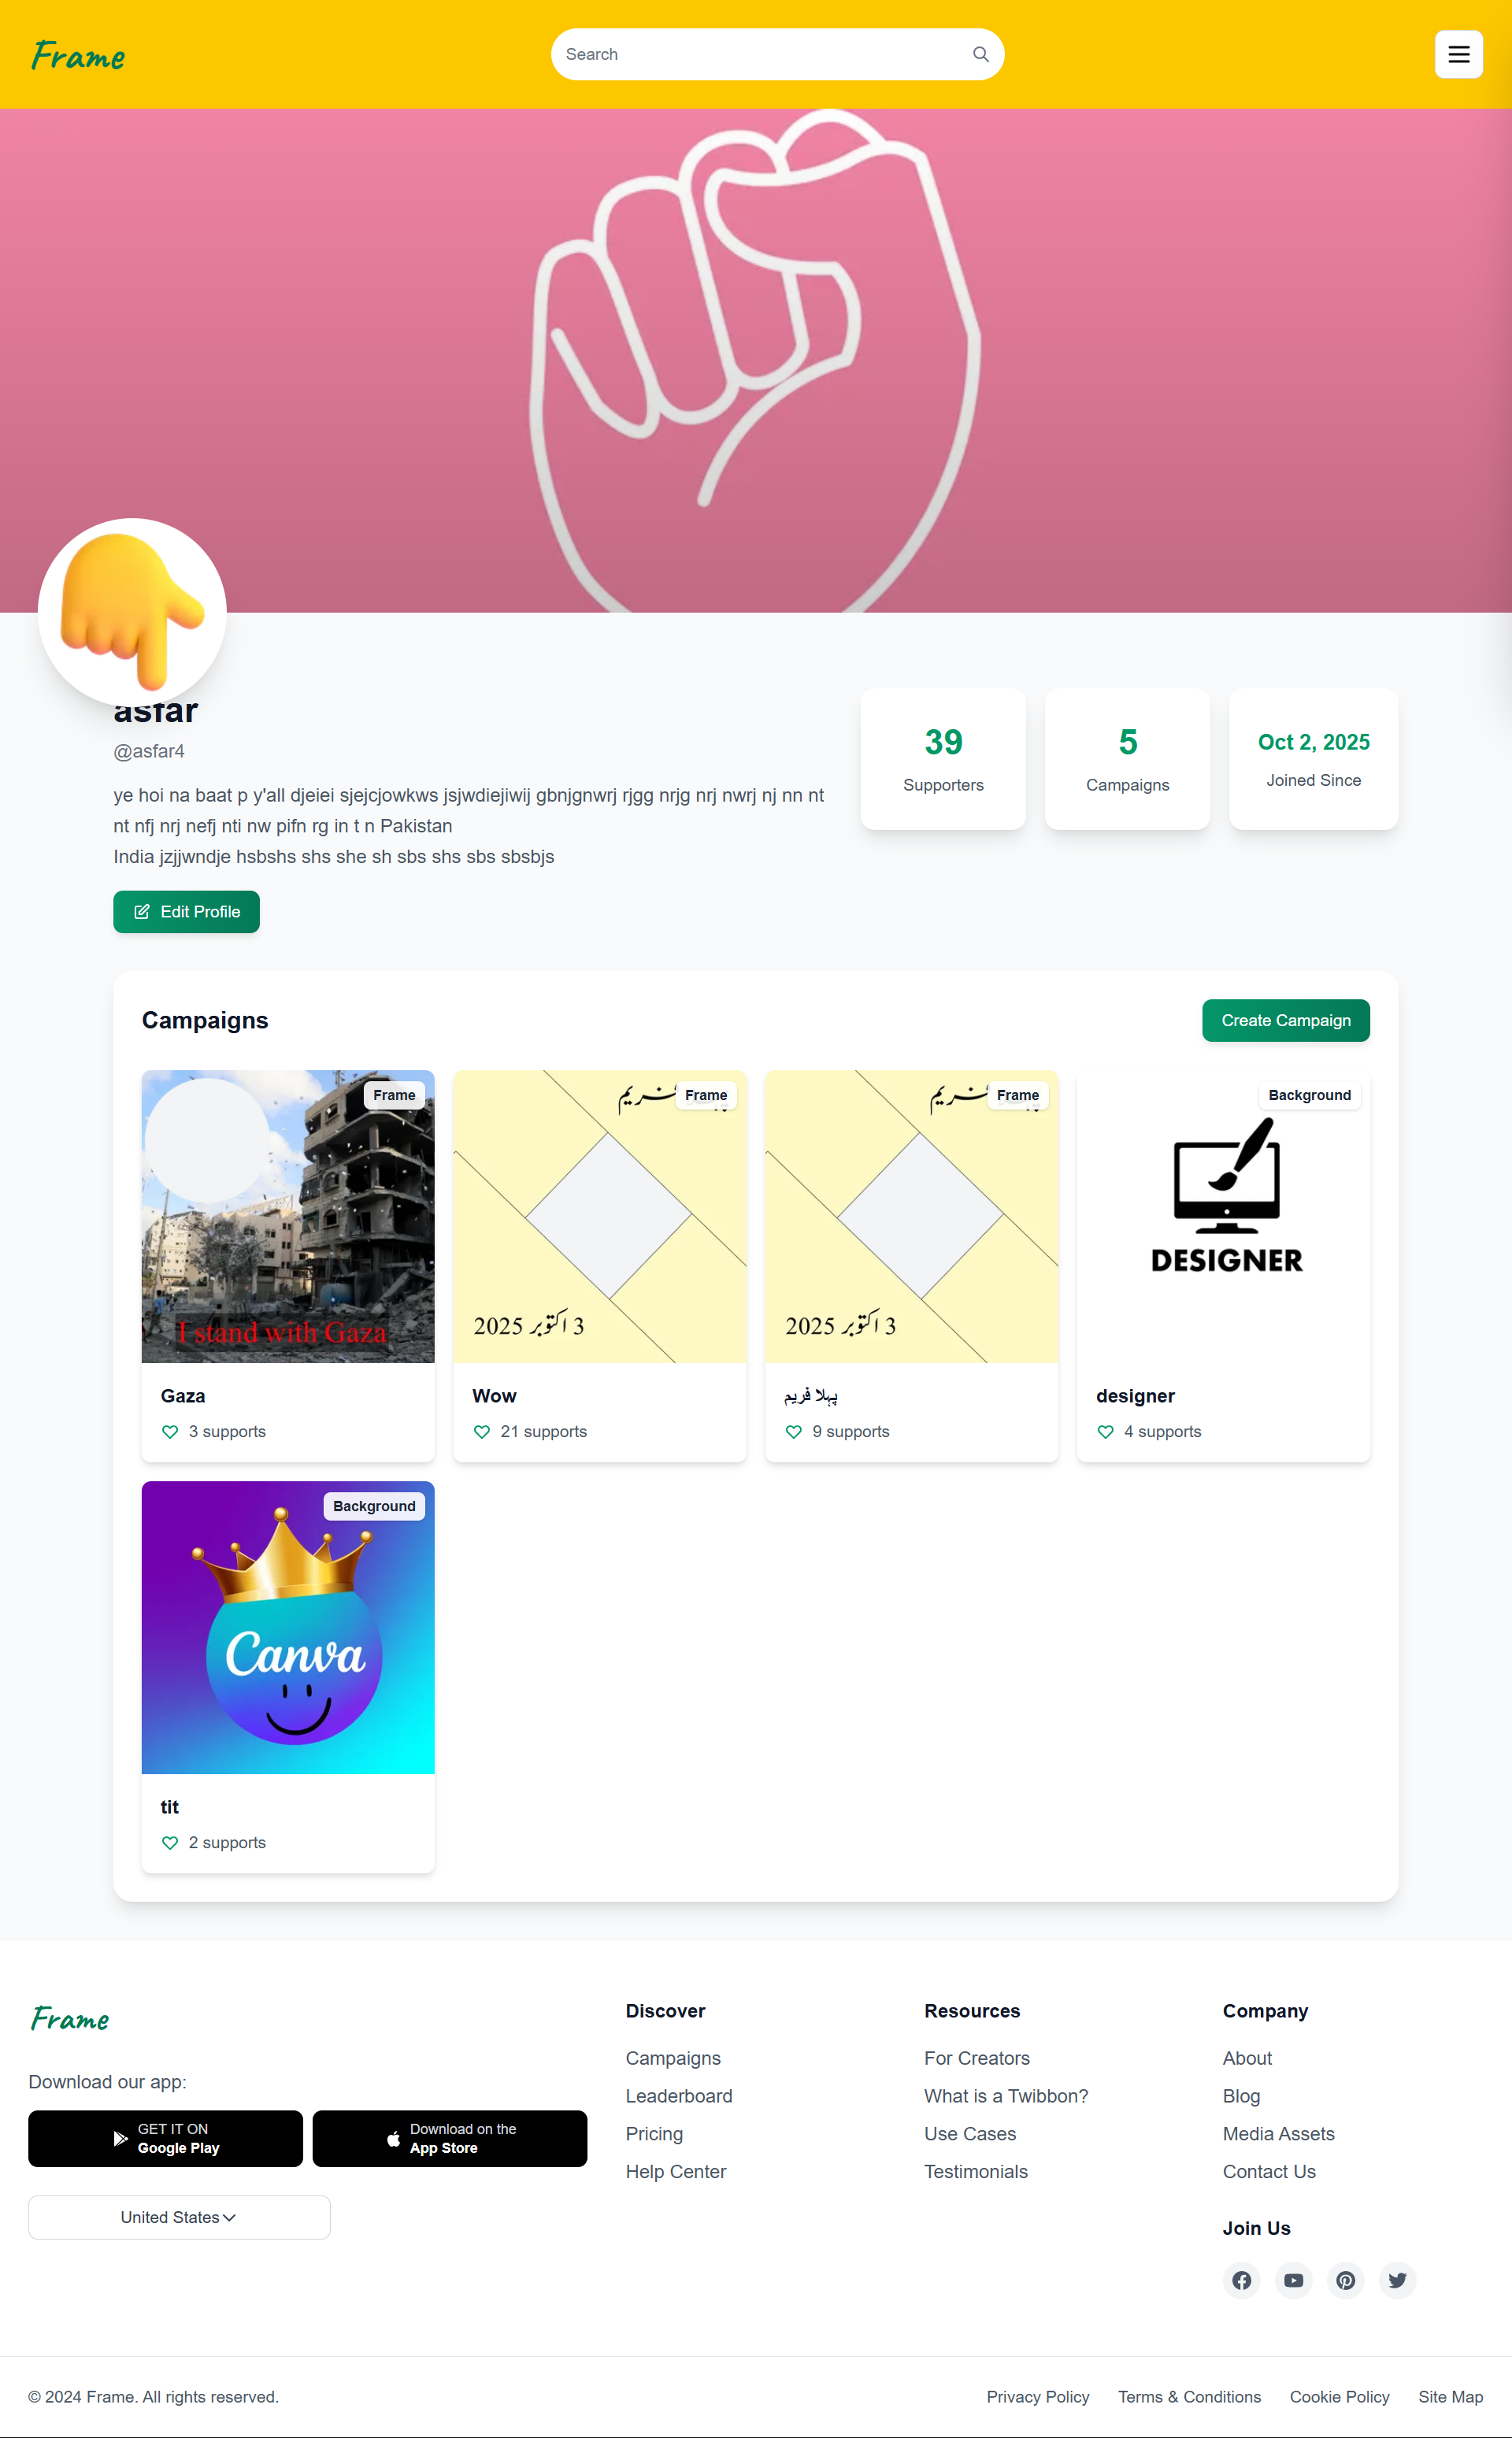 Frame
Search
asfar
@asfar4
ye hoi na baat p y'all djeiei sjejcjowkws jsjwdiejiwij gbnjgnwrj rjgg nrjg nrj nwrj nj nn nt
nt nfj nrj nefj nti nw pifn rg in t n Pakistan
India jzjjwndje hsbshs shs she sh sbs shs sbs sbsbjs
Edit Profile
39
Supporters
5
Campaigns
Oct 2, 2025
Joined Since
Campaigns
Create Campaign
Frame
I stand with Gaza
Gaza
3 supports
Frame
3 اکتوبر 2025
Wow
21 supports
Frame
3 اکتوبر 2025
پہلا فریم
9 supports
Background
DESIGNER
designer
4 supports
Background
Canva
tit
2 supports
Frame
Download our app:
GET IT ON
Google Play
Download on the
App Store
United States
Discover
Campaigns
Leaderboard
Pricing
Help Center
Resources
For Creators
What is a Twibbon?
Use Cases
Testimonials
Company
About
Blog
Media Assets
Contact Us
Join Us
© 2024 Frame. All rights reserved.
Privacy Policy
Terms & Conditions
Cookie Policy
Site Map